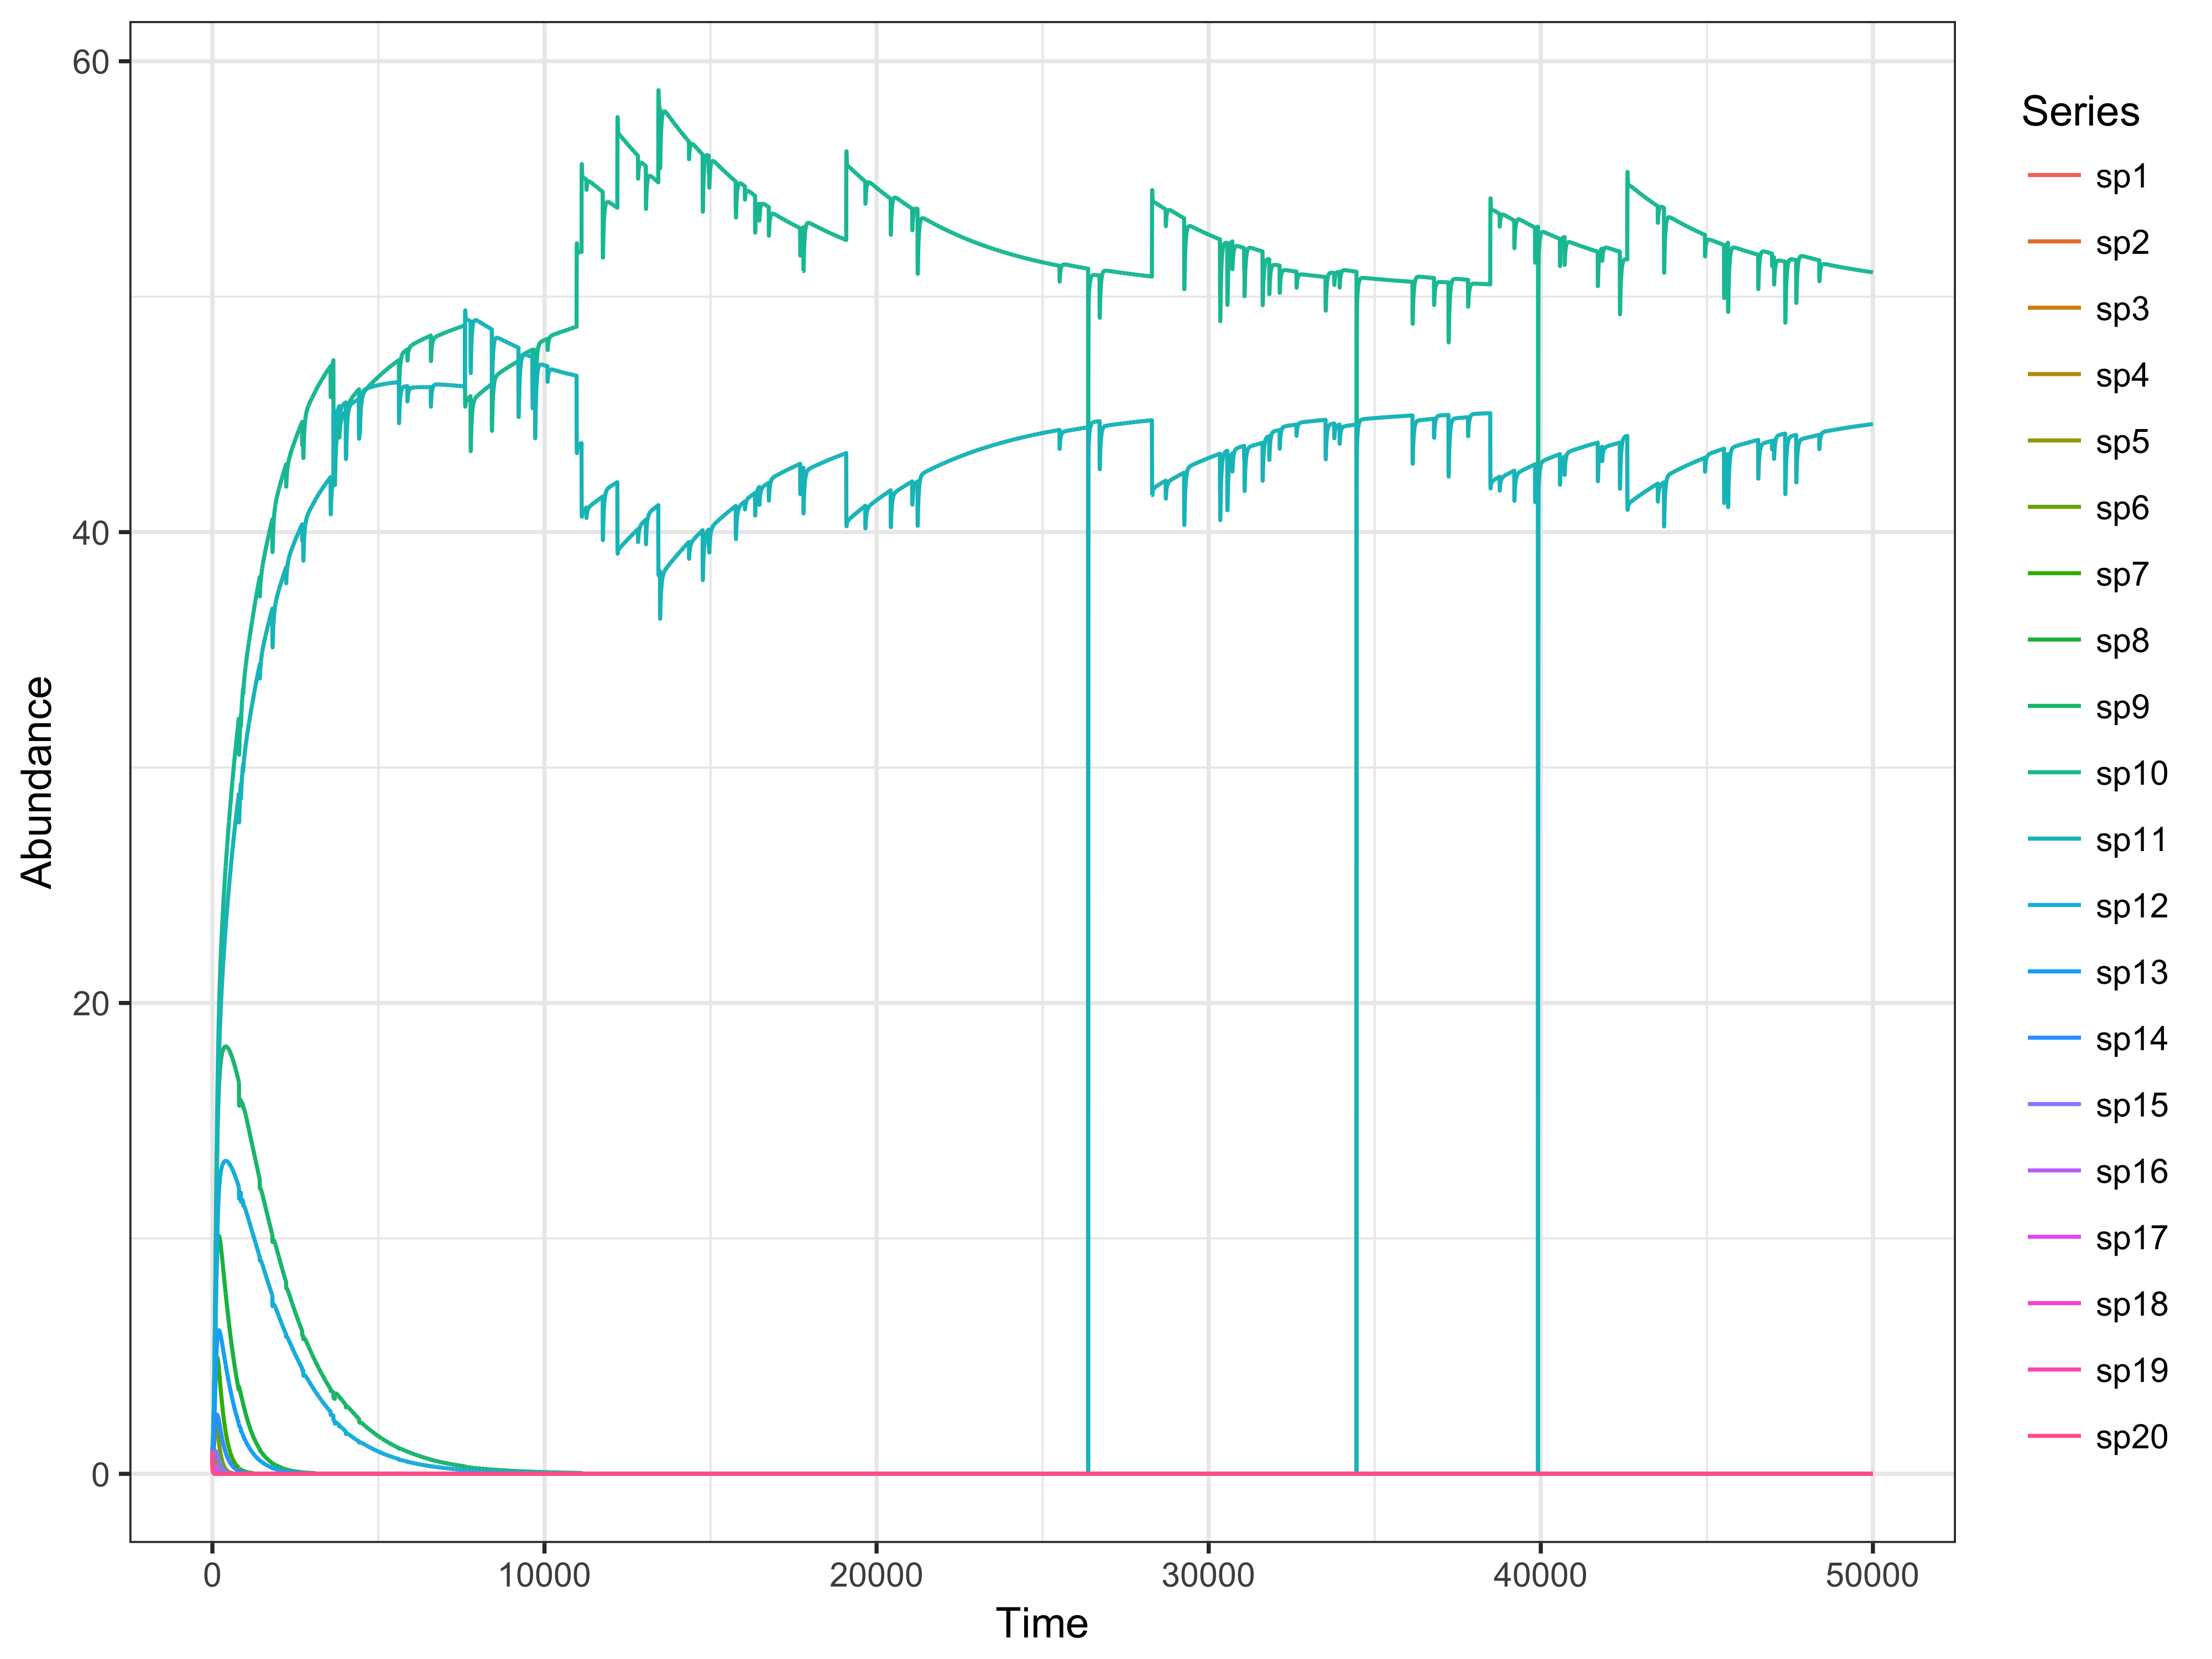 60
40
20
0
Abundance
0 10000 20000 30000 40000 50000
Time
Series
sp1
sp2
sp3
sp4
sp5
sp6
sp7
sp8
sp9
sp10
sp11
sp12
sp13
sp14
sp15
sp16
sp17
sp18
sp19
sp20